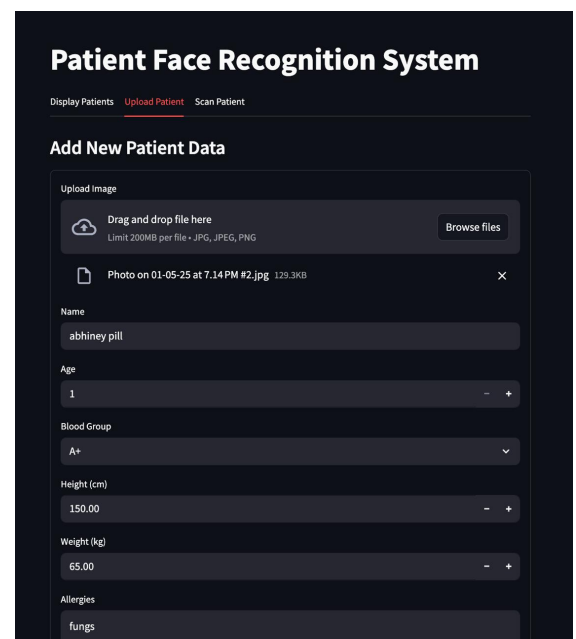 Patient Face Recognition System
Display Patients Upload Patient Scan Patient
Add New Patient Data
Upload Image
Drag and drop file here
Limit 200MB per file • JPG, JPEG, PNG
Browse files
Photo on 01-05-25 at 7.14 PM #2.jpg 129.3KB
Name
abhiney pill
Age
1
Blood Group
A+
Height (cm)
150.00
Weight (kg)
65.00
Allergies
fungs